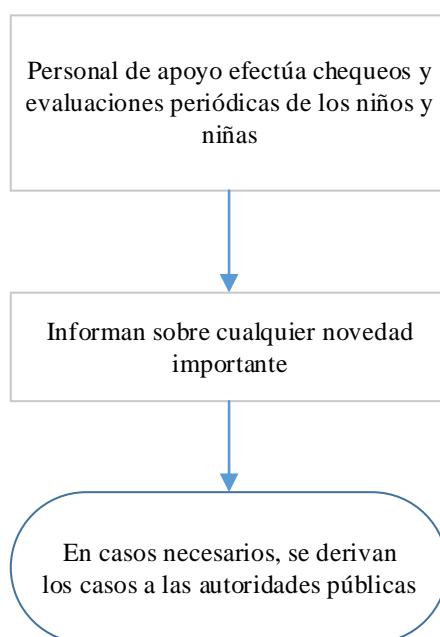 Personal de apoyo efectúa chequeos y
evaluaciones periódicas de los niños y
niñas
Informan sobre cualquier novedad
importante
En casos necesarios, se derivan
los casos a las autoridades públicas